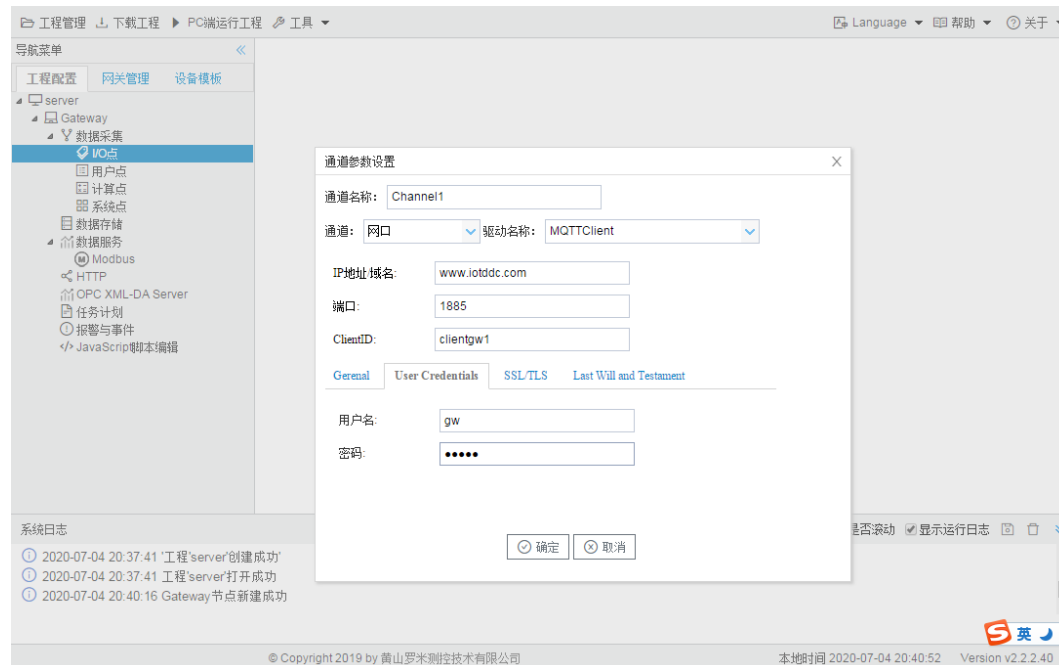 工程管理 下载工程 PC端运行工程 工具 Language 帮助 关于
导航菜单
工程配置 网关管理 设备模板
server
Gateway
数据采集
I/O点
用户点
计算点
系统点
数据存储
数据服务
Modbus
HTTP
OPC XML-DA Server
任务计划
报警与事件
JavaScript脚本编辑
通道参数设置
通道名称: Channel1
通道: 网口 驱动名称: MQTTClient
IP地址/域名: www.iotddc.com
端口: 1885
ClientID: clientgw1
Gerenal User Credentials SSL/TLS Last Will and Testament
用户名: gw
密码: •••••
确定 取消
系统日志 是否滚动 显示运行日志
2020-07-04 20:37:41 '工程'server'创建成功'
2020-07-04 20:37:41 工程'server'打开成功
2020-07-04 20:40:16 Gateway节点新建成功
英
© Copyright 2019 by 黄山罗米测控技术有限公司 本地时间 2020-07-04 20:40:52 Version v2.2.2.40